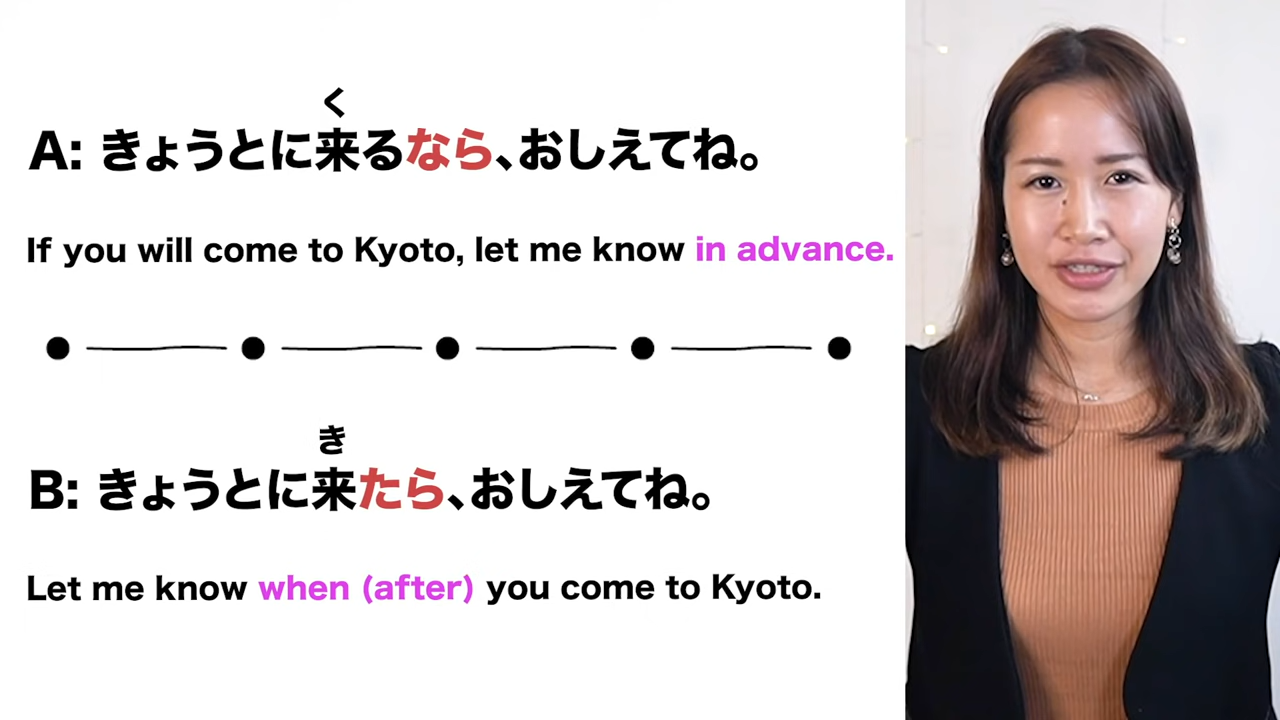 く
A: きょうとに来るなら、おしえてね。
If you will come to Kyoto, let me know in advance.
き
B: きょうとに来たら、おしえてね。
Let me know when (after) you come to Kyoto.